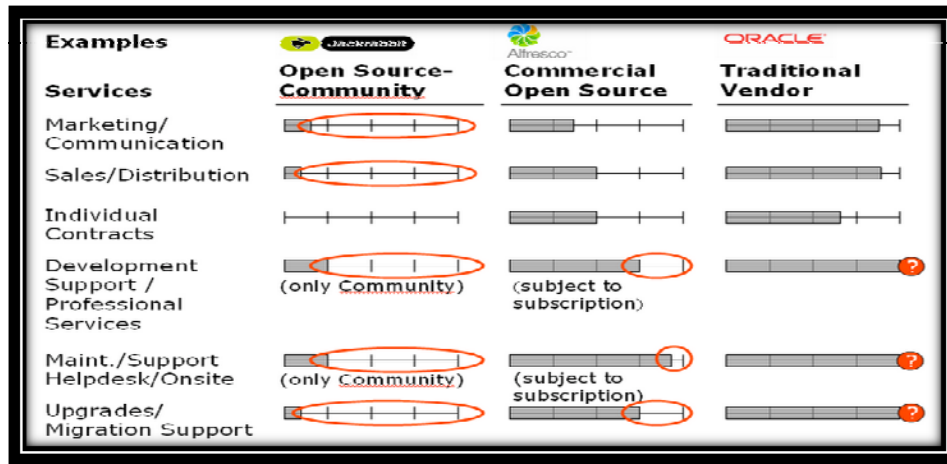 Examples
Jackrabbit
Alfresco
ORACLE
Services
Open Source-
Community
Commercial
Open Source
Traditional
Vendor
Marketing/
Communication
Sales/Distribution
Individual
Contracts
Development
Support /
Professional
Services
(only Community)
(subject to
subscription)
?
Maint./Support
Helpdesk/Onsite
(only Community)
(subject to
subscription)
?
Upgrades/
Migration Support
?